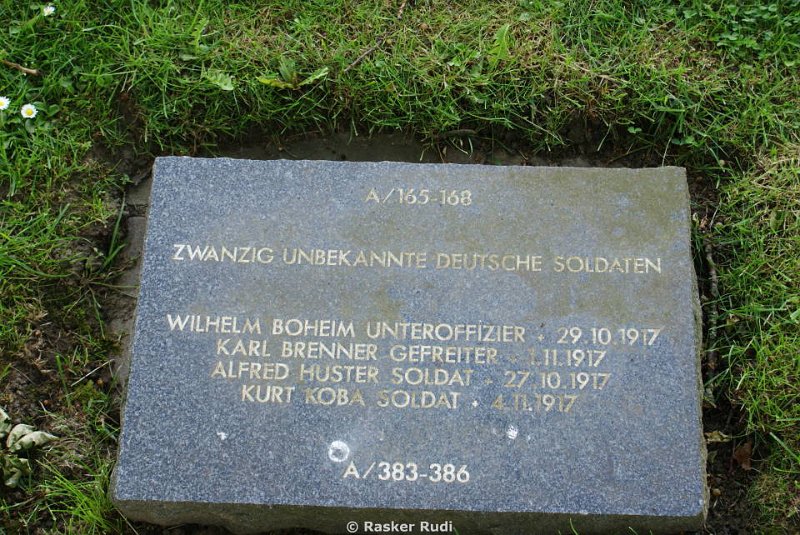 A/165-168
ZWANZIG UNBEKANNTE DEUTSCHE SOLDATEN
WILHELM BOHEIM UNTEROFFIZIER + 29.10.1917
KARL BRENNER GEFREITER + 1.11.1917
ALFRED HUSTER SOLDAT + 27.10.1917
KURT KOBA SOLDAT + 4.11.1917
A/383-386
© Rasker Rudi